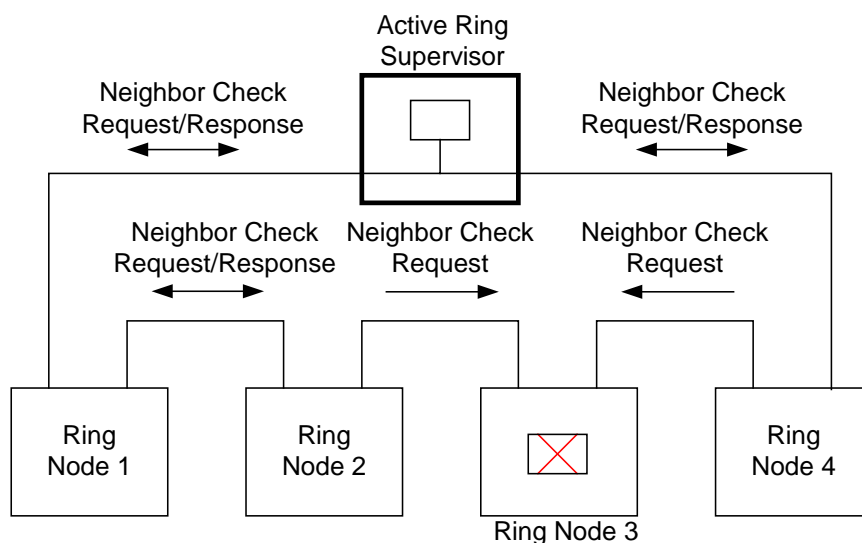 Active Ring
Supervisor
Neighbor Check
Request/Response
Neighbor Check
Request/Response
Neighbor Check
Request/Response
Neighbor Check
Request
Neighbor Check
Request
Ring
Node 1
Ring
Node 2
Ring Node 3
Ring
Node 4